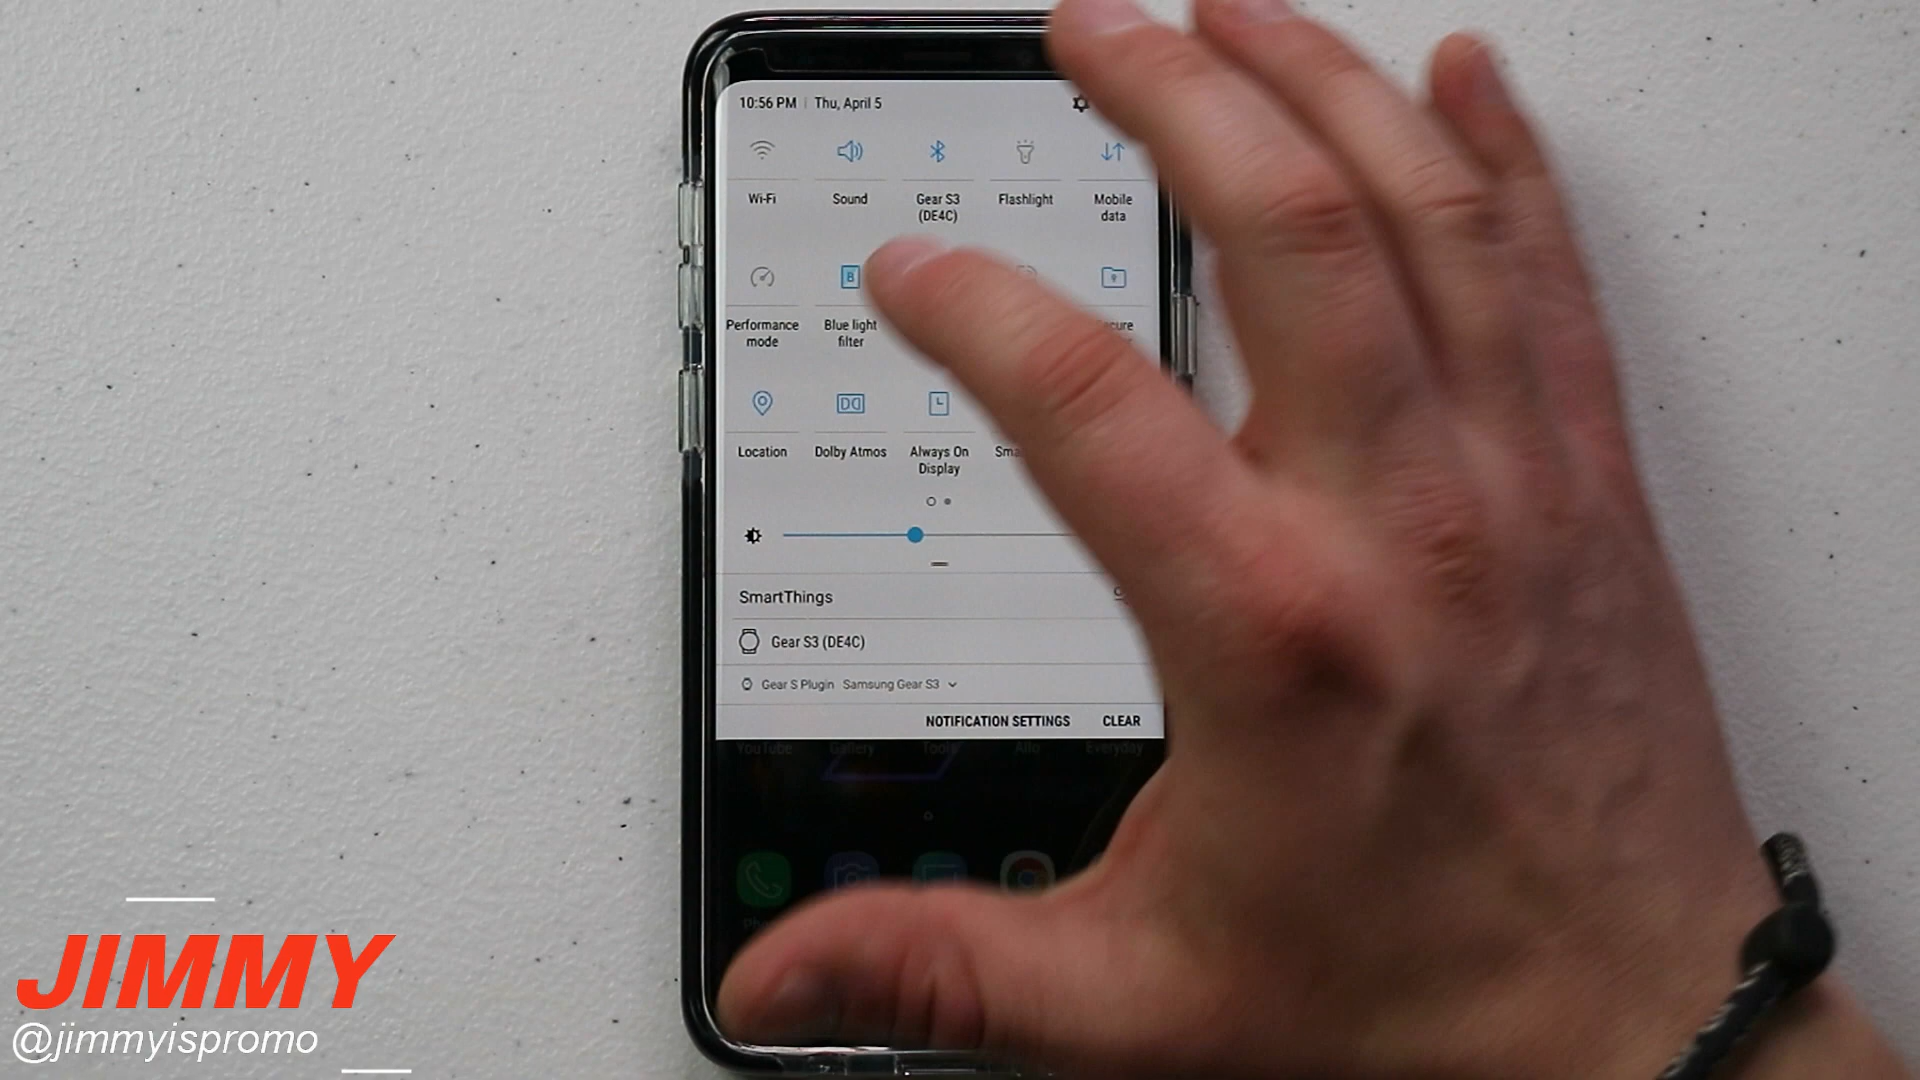 10:56 PM | Thu, April 5
Wi-Fi Sound Gear S3 (DE4C) Flashlight Mobile data
B
Performance mode Blue light filter
Location Dolby Atmos Always On Display
SmartThings
Gear S3 (DE4C)
Gear S Plugin Samsung Gear S3
NOTIFICATION SETTINGS CLEAR
YouTube Gallery Tools Allo Everyday
JIMMY
@jimmyispromo